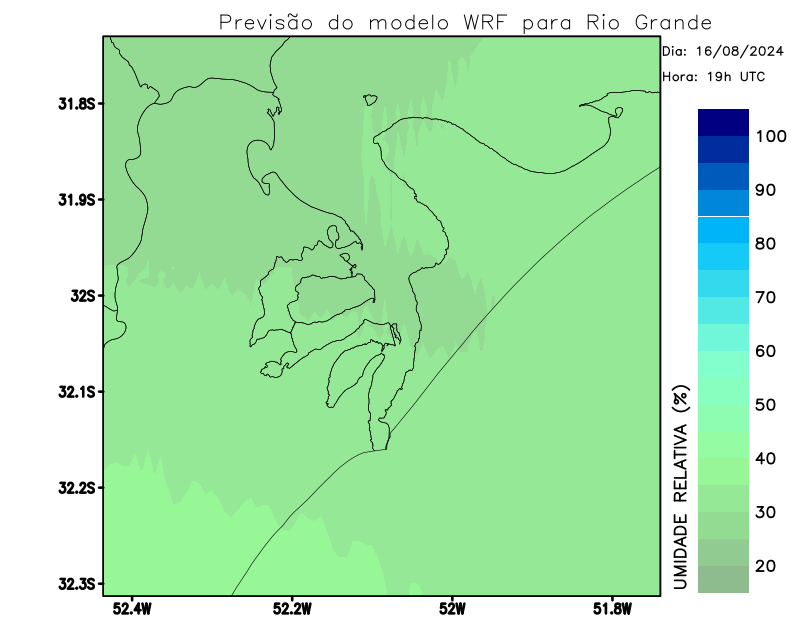 Previsão do modelo WRF para Rio Grande
Dia: 16/08/2024
Hora: 19h UTC
31.8S
31.9S
32S
32.1S
32.2S
32.3S
52.4W
52.2W
52W
51.8W
UMIDADE RELATIVA (%)
100
90
80
70
60
50
40
30
20